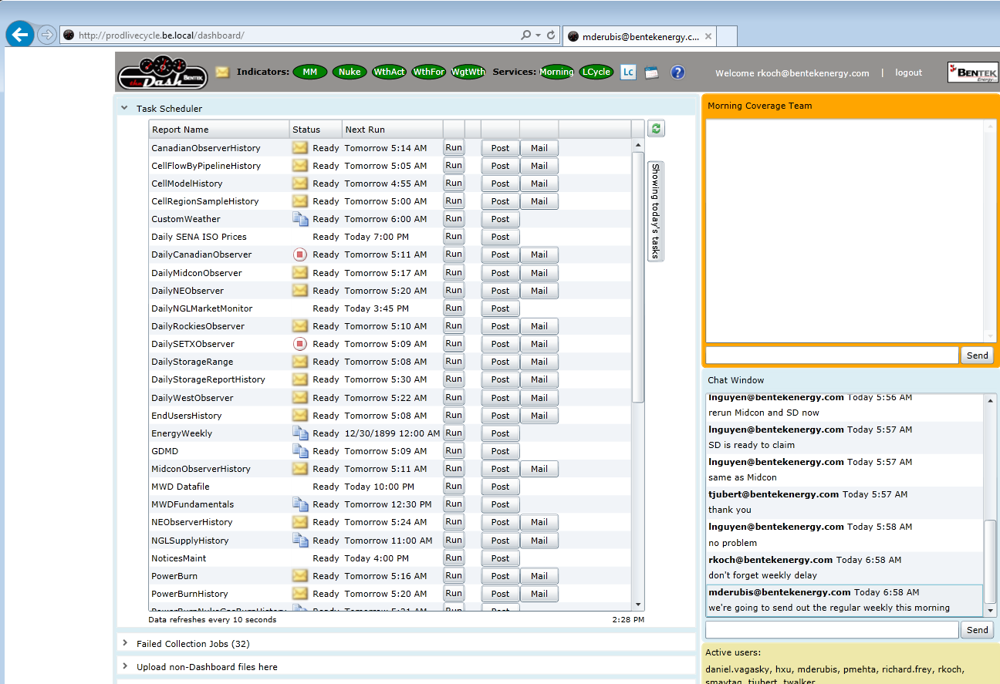 http://prodlivecycle.be.local/dashboard/
mderubis@bentekenergy.c...
the Dash BENTEK
Indicators: MM Nuke WthAct WthFor WgtWth Services: Morning LCycle Lc ?
Welcome rkoch@bentekenergy.com | logout
BENTEK
Energy
Task Scheduler
Report Name Status Next Run
CanadianObserverHistory Ready Tomorrow 5:14 AM Run Post Mail
CellFlowByPipelineHistory Ready Tomorrow 5:05 AM Run Post Mail
CellModelHistory Ready Tomorrow 4:55 AM Run Post Mail
CellRegionSampleHistory Ready Tomorrow 5:00 AM Run Post Mail
CustomWeather Ready Tomorrow 6:00 AM Run Post
Daily SENA ISO Prices Ready Today 7:00 PM Run Post
DailyCanadianObserver Ready Tomorrow 5:11 AM Run Post Mail
DailyMidconObserver Ready Tomorrow 5:17 AM Run Post Mail
DailyNEObserver Ready Tomorrow 5:20 AM Run Post Mail
DailyNGLMarketMonitor Ready Today 3:45 PM Run Post
DailyRockiesObserver Ready Tomorrow 5:10 AM Run Post Mail
DailySETXObserver Ready Tomorrow 5:09 AM Run Post Mail
DailyStorageRange Ready Tomorrow 5:08 AM Run Post Mail
DailyStorageReportHistory Ready Tomorrow 5:30 AM Run Post Mail
DailyWestObserver Ready Tomorrow 5:22 AM Run Post Mail
EndUsersHistory Ready Tomorrow 5:08 AM Run Post Mail
EnergyWeekly Ready 12/30/1899 12:00 AM Run Post
GDMD Ready Tomorrow 5:09 AM Run Post
MidconObserverHistory Ready Tomorrow 5:11 AM Run Post Mail
MWD Datafile Ready Today 10:00 PM Run Post
MWDFundamentals Ready Tomorrow 12:30 PM Run Post
NEObserverHistory Ready Tomorrow 5:24 AM Run Post Mail
NGLSupplyHistory Ready Tomorrow 11:00 AM Run Post Mail
NoticesMaint Ready Today 4:00 PM Run Post
PowerBurn Ready Tomorrow 5:16 AM Run Post Mail
PowerBurnHistory Ready Tomorrow 5:20 AM Run Post Mail
PowerBurnNukeGasBurnHistory Ready Tomorrow 5:21 AM Run Post
Data refreshes every 10 seconds 2:28 PM
Showing today's tasks
Failed Collection Jobs (32)
Upload non-Dashboard files here
Morning Coverage Team
Send
Chat Window
lnguyen@bentekenergy.com Today 5:56 AM
rerun Midcon and SD now
lnguyen@bentekenergy.com Today 5:57 AM
SD is ready to claim
lnguyen@bentekenergy.com Today 5:57 AM
same as Midcon
tjubert@bentekenergy.com Today 5:57 AM
thank you
lnguyen@bentekenergy.com Today 5:58 AM
no problem
rkoch@bentekenergy.com Today 6:58 AM
don't forget weekly delay
mderubis@bentekenergy.com Today 6:58 AM
we're going to send out the regular weekly this morning
Send
Active users:
daniel.vagasky, hxu, mderubis, pmehta, richard.frey, rkoch,
smaytag, tjubert, twalker